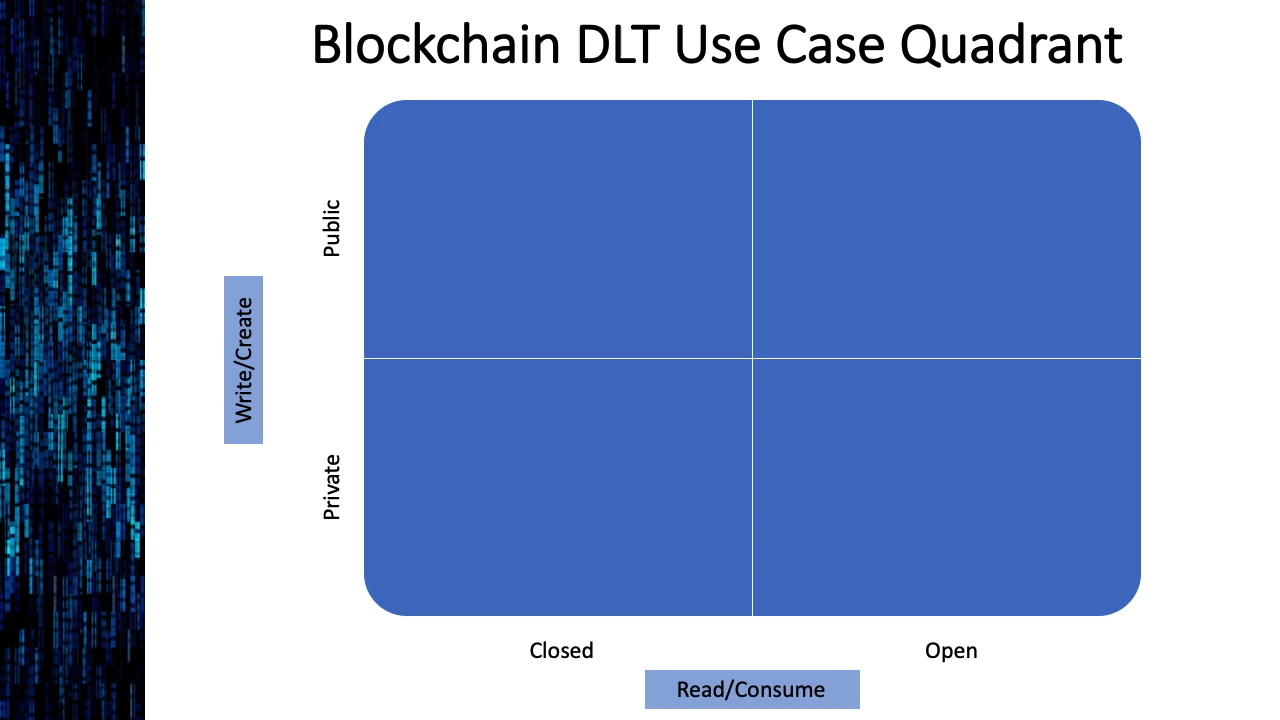 Blockchain DLT Use Case Quadrant
Public
Write/Create
Private
Closed
Open
Read/Consume